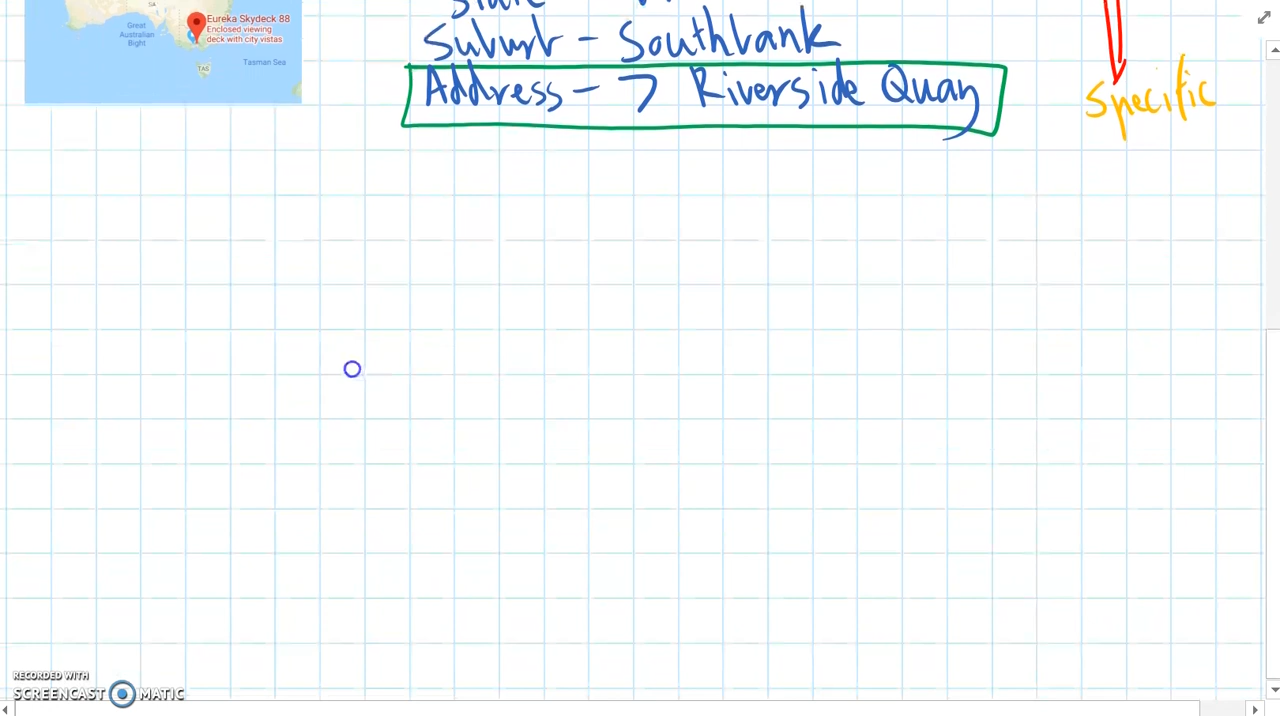 SA
Great
Australian
Bight
Eureka Skydeck 88
Enclosed viewing
deck with city vistas
TAS
Tasman Sea
Suburb - Southbank
Address - 7 Riverside Quay
Specific
RECORDED WITH
SCREENCAST MATIC